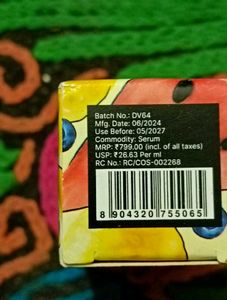 Batch No.: DV64
Mfg. Date: 06/2024
Use Before: 05/2027
Commodity: Serum
MRP: ₹799.00 (incl. of all taxes)
USP: ₹26.63 Per ml
RC No.: RC/COS-002268
8 904320 755065